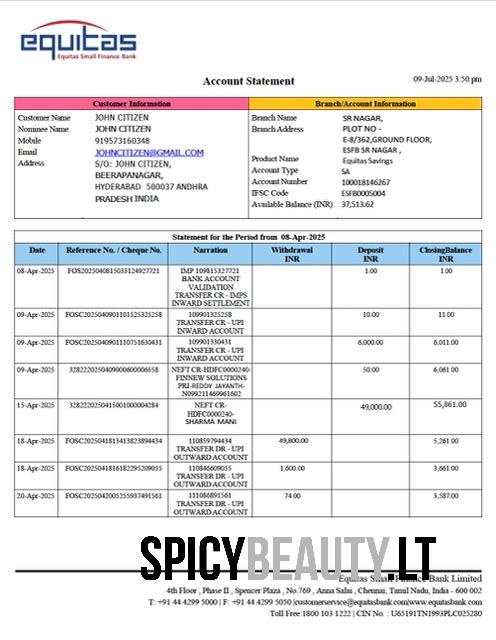 equitas
Equitas Small Finance Bank
Account Statement
09-Jul-2025 3:50 pm
Customer Information
Customer Name JOHN CITIZEN
Nominee Name JOHN CITIZEN
Mobile 919573160348
Email JOHNCITIZEN@GMAIL.COM
Address S/O: JOHN CITIZEN,
BEERAPANAGAR,
HYDERABAD 500037 ANDHRA
PRADESH INDIA
Branch/Account Information
Branch Name SR NAGAR,
Branch Address PLOT NO -
E-8/362,GROUND FLOOR,
ESFB SR NAGAR ,
Product Name Equitas Savings
Account Type SA
Account Number 100018146267
IFSC Code ESFB0005004
Available Balance (INR) 37,513.62
Statement for the Period from 08-Apr-2025
Date Reference No. / Cheque No. Narration Withdrawal INR Deposit INR ClosingBalance INR
08-Apr-2025 FOS2025040815033124927721 IMP 109815327721 1.00 1.00
BANK ACCOUNT
VALIDATION
TRANSFER CR - IMPS
INWARD SETTLEMENT
09-Apr-2025 FOSC2025040901101525325258 109901325258 10.00 11.00
TRANSFER CR - UPI
INWARD ACCOUNT
09-Apr-2025 FOSC2025040901110751630431 109901330431 6,000.00 6,011.00
TRANSFER CR - UPI
INWARD ACCOUNT
09-Apr-2025 3282220250409000600006558 NEFT CR-HDFC0000240- 50.00 6,061.00
FINNEW SOLUTIONS
PRI-REDDY JAYANTH-
N099211469961602
15-Apr-2025 3282220250415001000004284 NEFT CR- 49,000.00 55,061.00
HDFC0000240-
SHARMA MANI
18-Apr-2025 FOSC2025041813413823894434 110859794434 49,800.00 5,261.00
TRANSFER DR - UPI
OUTWARD ACCOUNT
18-Apr-2025 FOSC2025041816182295209055 110846609055 1,600.00 3,661.00
TRANSFER DR - UPI
OUTWARD ACCOUNT
20-Apr-2025 FOSC2025042005255937491561 111086891561 74.00 3,587.00
TRANSFER DR - UPI
OUTWARD ACCOUNT
SPICYBEAUTY.LT
Equitas Small Finance Bank Limited
4th Floor , Phase II , Spencer Plaza , No.769 , Anna Salai , Chennai, Tamil Nadu, India - 600 002
T: +91 44 4299 5000 | F: +91 44 4299 5050 |customerservice@equitasbank.com|www.equitasbank.com
Toll Free:1800 103 1222 | CIN No. : U65191TN1993PLC025280